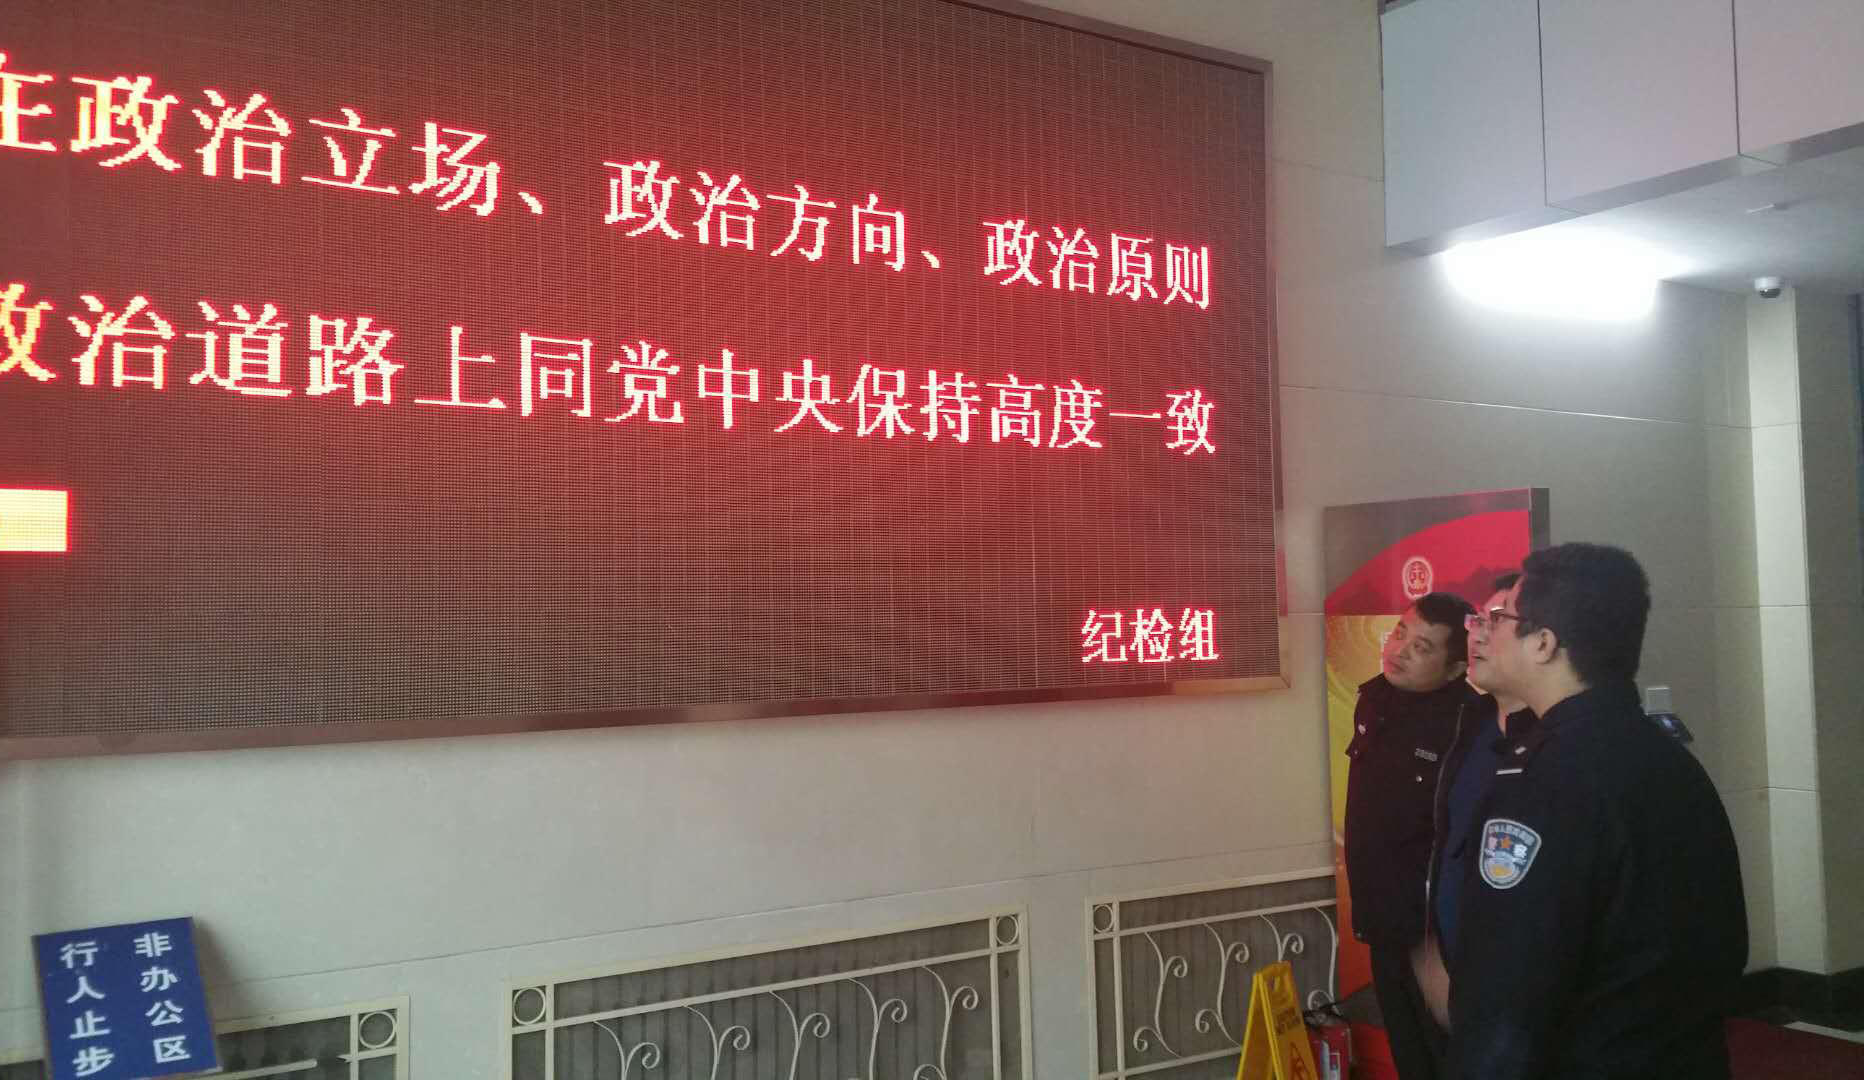 在政治立场、政治方向、政治原则
政治道路上同党中央保持高度一致
纪检组
非办公区
行人止步